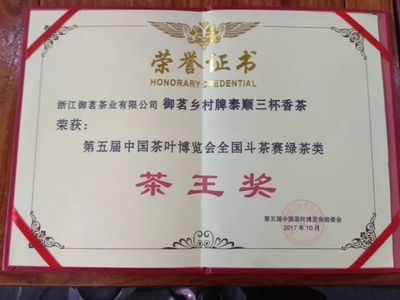 荣誉证书
HONORARY CREDENTIAL
浙江御茗茶业有限公司 御茗乡村牌泰顺三杯香茶
荣获：
第五届中国茶叶博览会全国斗茶赛绿茶类
茶王奖
第五届中国茶叶博览会组委会
2017年10月